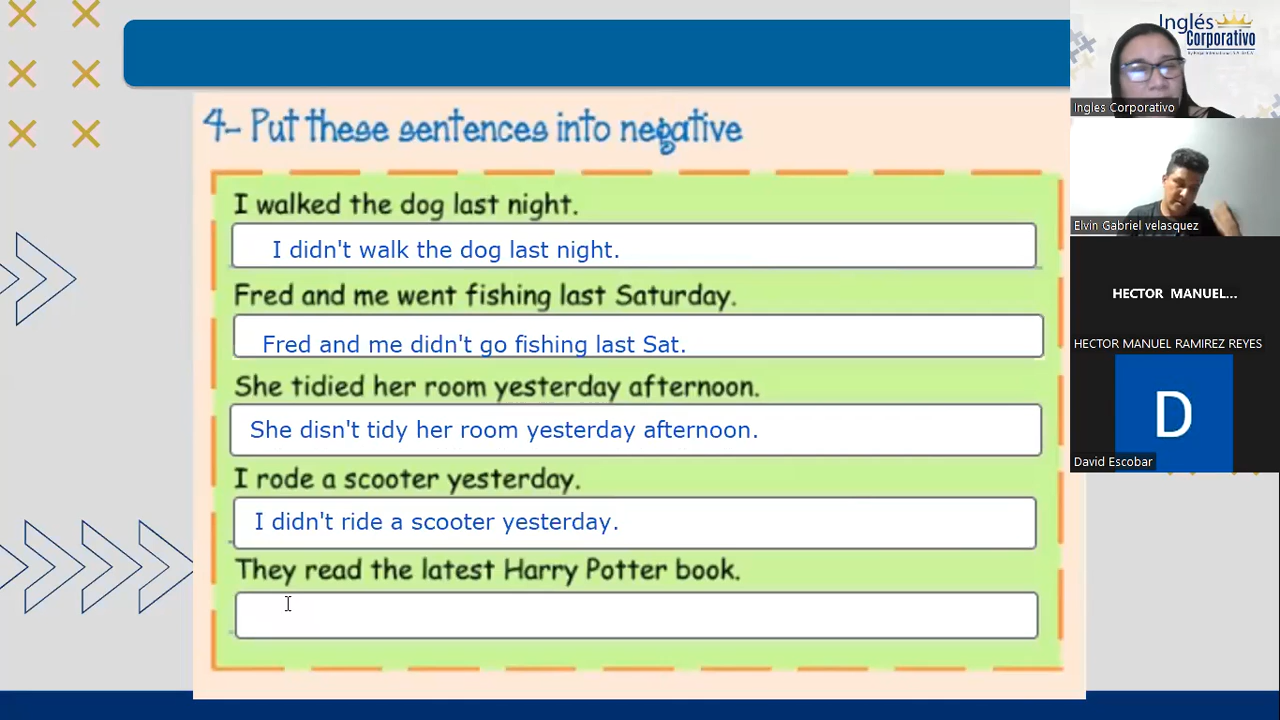 4- Put these sentences into negative
I walked the dog last night.
I didn't walk the dog last night.
Fred and me went fishing last Saturday.
Fred and me didn't go fishing last Sat.
She tidied her room yesterday afternoon.
She disn't tidy her room yesterday afternoon.
I rode a scooter yesterday.
I didn't ride a scooter yesterday.
They read the latest Harry Potter book.
Inglés
Corporativo
Ingles Corporativo
Elvin Gabriel velasquez
HECTOR MANUEL...
HECTOR MANUEL RAMIREZ REYES
D
David Escobar